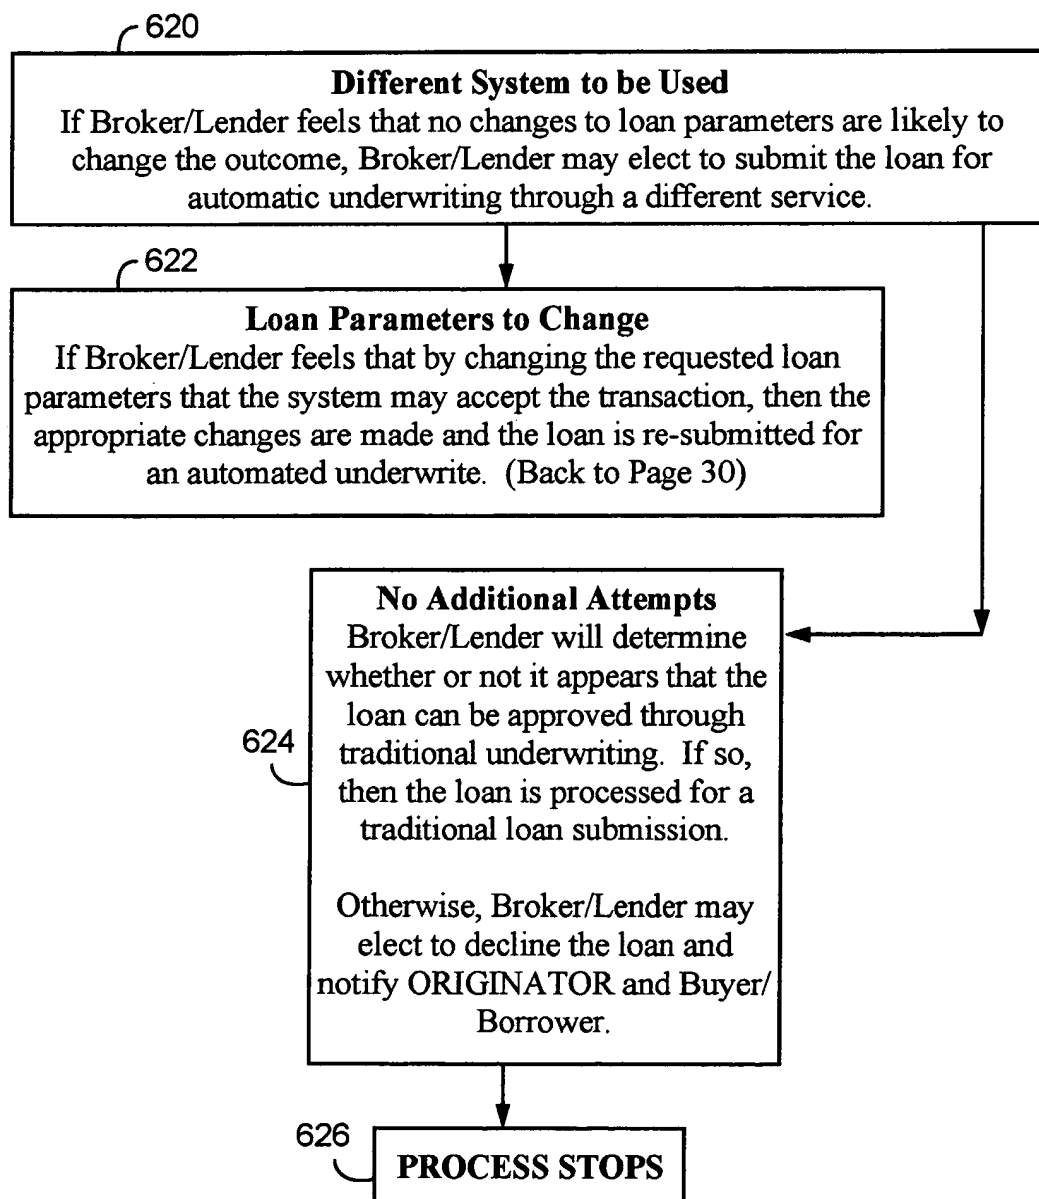 620
Different System to be Used
If Broker/Lender feels that no changes to loan parameters are likely to
change the outcome, Broker/Lender may elect to submit the loan for
automatic underwriting through a different service.
622
Loan Parameters to Change
If Broker/Lender feels that by changing the requested loan
parameters that the system may accept the transaction, then the
appropriate changes are made and the loan is re-submitted for
an automated underwrite.  (Back to Page 30)
624
No Additional Attempts
Broker/Lender will determine
whether or not it appears that the
loan can be approved through
traditional underwriting.  If so,
then the loan is processed for a
traditional loan submission.
Otherwise, Broker/Lender may
elect to decline the loan and
notify ORIGINATOR and Buyer/
Borrower.
626
PROCESS STOPS